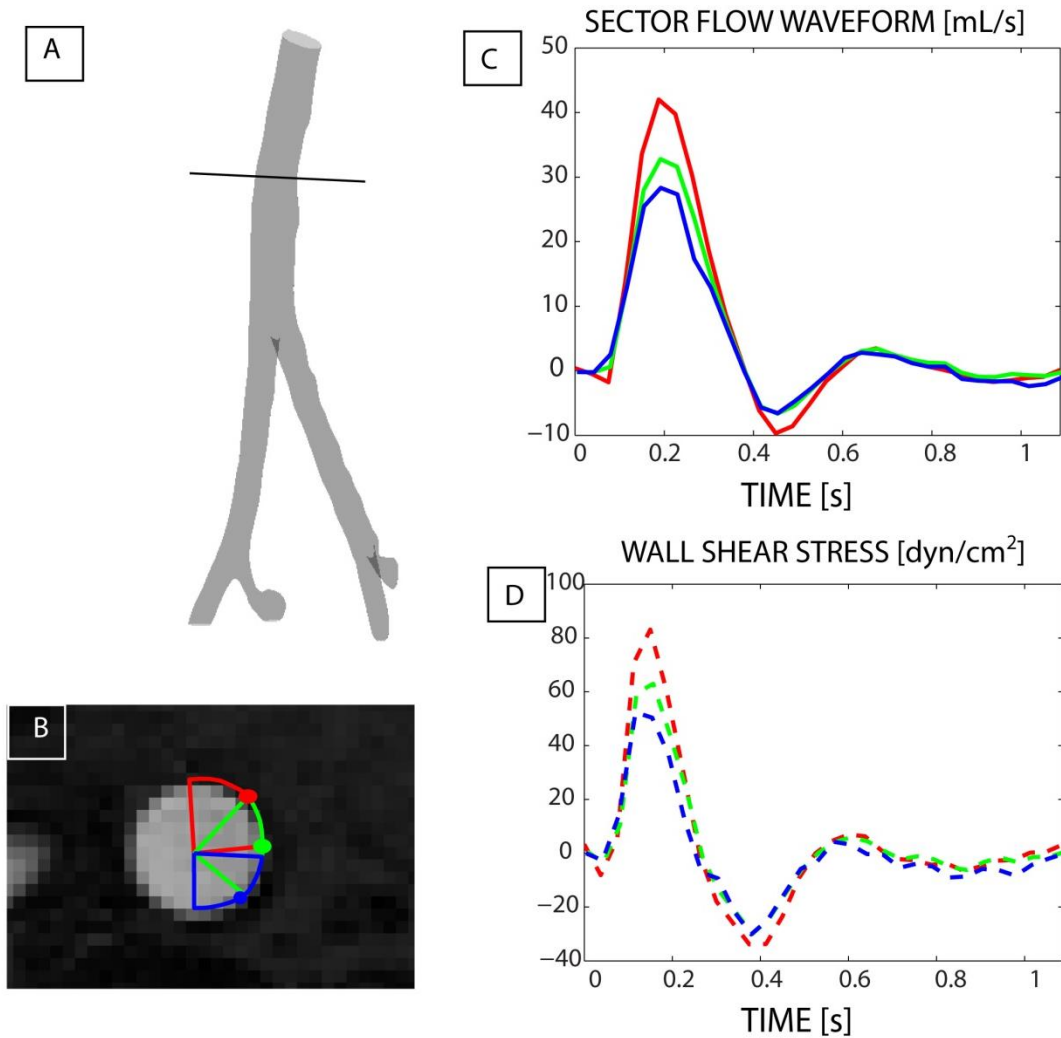 A
SECTOR FLOW WAVEFORM [mL/s]
C
50
40
30
20
10
0
−10
0 0.2 0.4 0.6 0.8 1
TIME [s]
B
WALL SHEAR STRESS [dyn/cm²]
D
100
80
60
40
20
0
−20
−40
0 0.2 0.4 0.6 0.8 1
TIME [s]